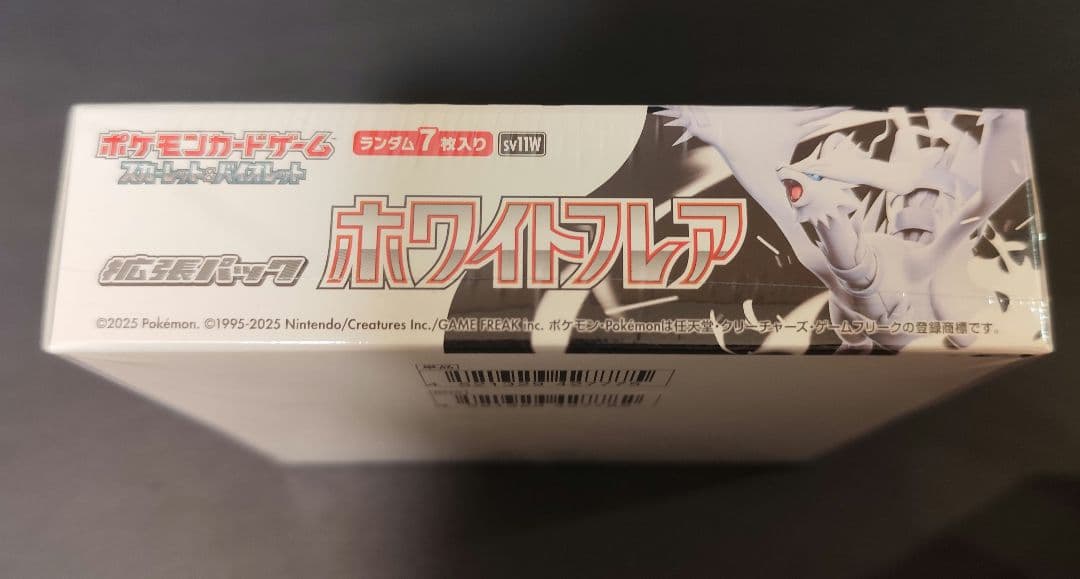 ポケモンカードゲーム
スカーレット&バイオレット
ランダム7枚入り
SV11W
拡張パック
ホワイトフレア
©2025 Pokémon. ©1995-2025 Nintendo/Creatures Inc./GAME FREAK inc. ポケモン・Pokémonは任天堂・クリーチャーズ・ゲームフリークの登録商標です。